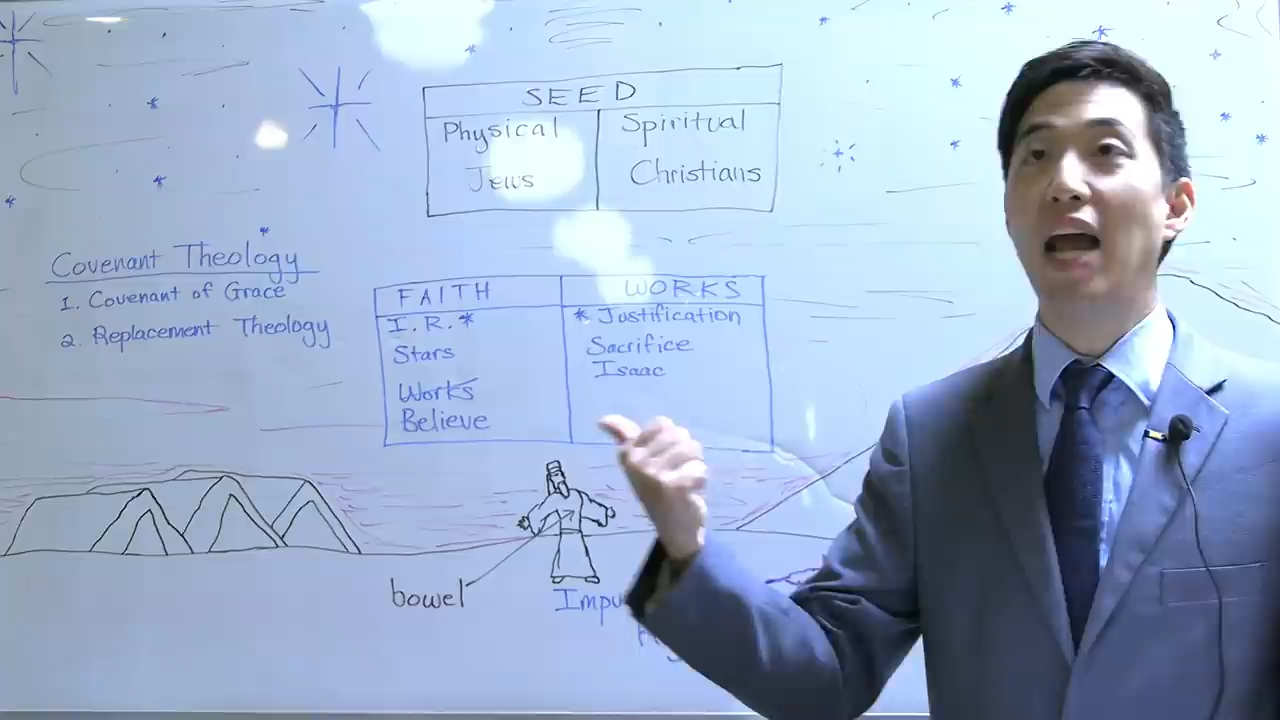 SEED
Physical Spiritual
Jews Christians
Covenant Theology
1. Covenant of Grace
2. Replacement Theology
FAITH WORKS
I.R.* * Justification
Stars Sacrifice
Isaac
Works
Believe
bowel